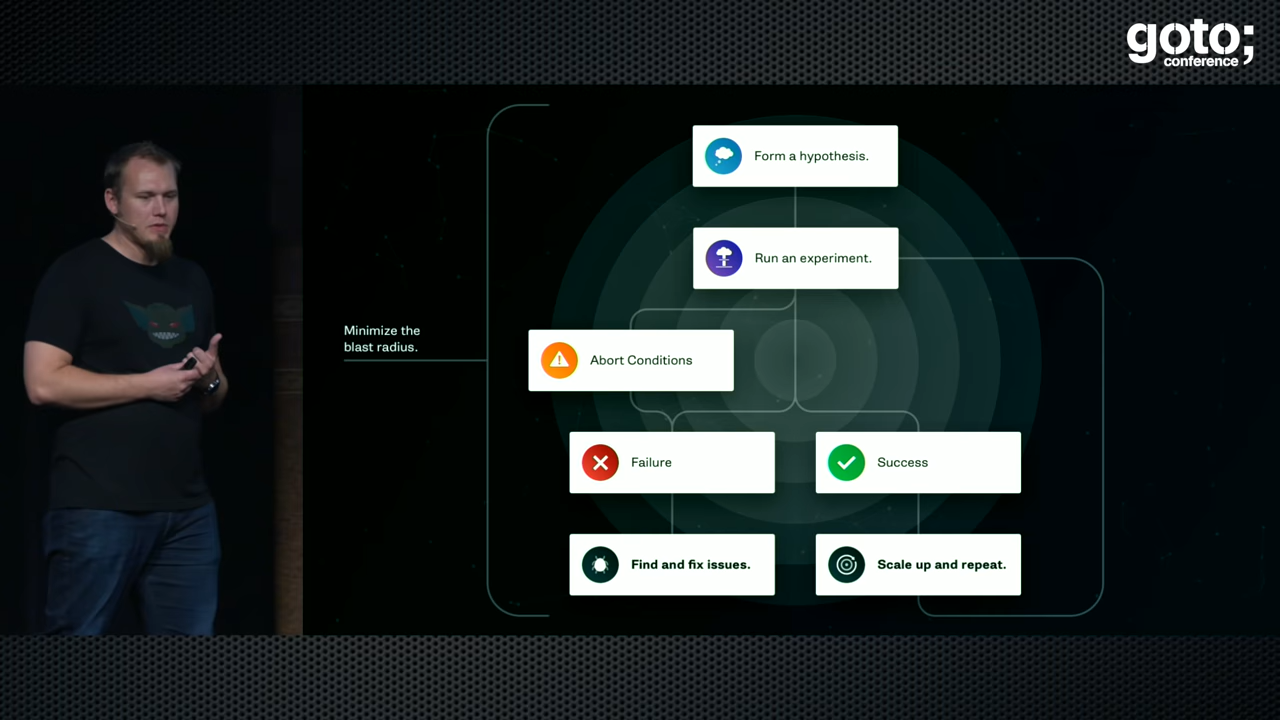 goto;
conference
Form a hypothesis.
Run an experiment.
Minimize the
blast radius.
Abort Conditions
Failure
Success
Find and fix issues.
Scale up and repeat.